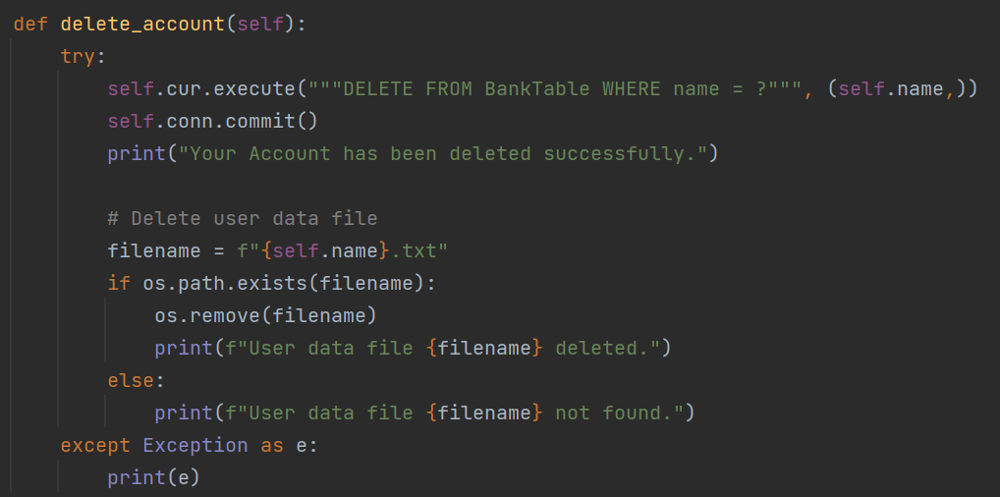 def delete_account(self):
    try:
        self.cur.execute("""DELETE FROM BankTable WHERE name = ?""", (self.name,))
        self.conn.commit()
        print("Your Account has been deleted successfully.")

        # Delete user data file
        filename = f"{self.name}.txt"
        if os.path.exists(filename):
            os.remove(filename)
            print(f"User data file {filename} deleted.")
        else:
            print(f"User data file {filename} not found.")
    except Exception as e:
        print(e)